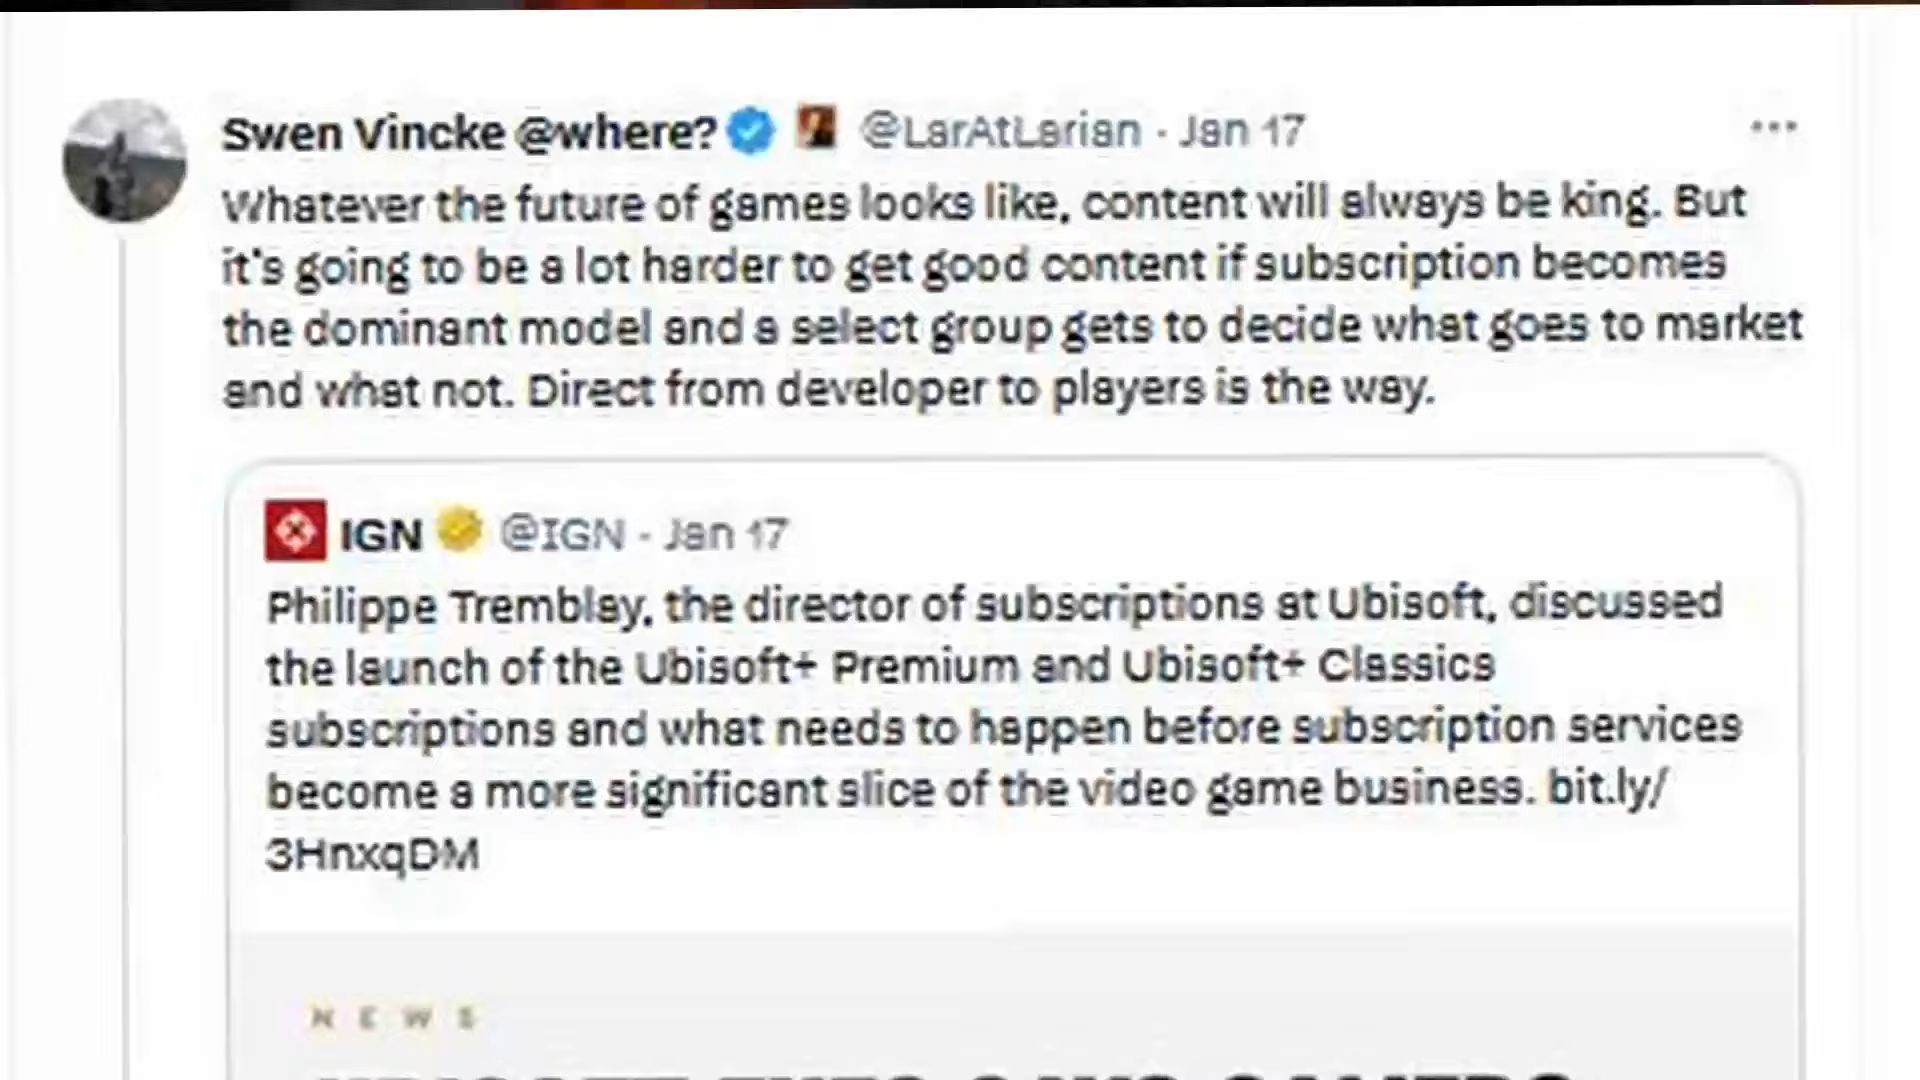 Swen Vincke @where? @LarAtLarian · Jan 17
Whatever the future of games looks like, content will always be king. But
it's going to be a lot harder to get good content if subscription becomes
the dominant model and a select group gets to decide what goes to market
and what not. Direct from developer to players is the way.
IGN @IGN · Jan 17
Philippe Tremblay, the director of subscriptions at Ubisoft, discussed
the launch of the Ubisoft+ Premium and Ubisoft+ Classics
subscriptions and what needs to happen before subscription services
become a more significant slice of the video game business. bit.ly/
3HnxqDM
NEWS